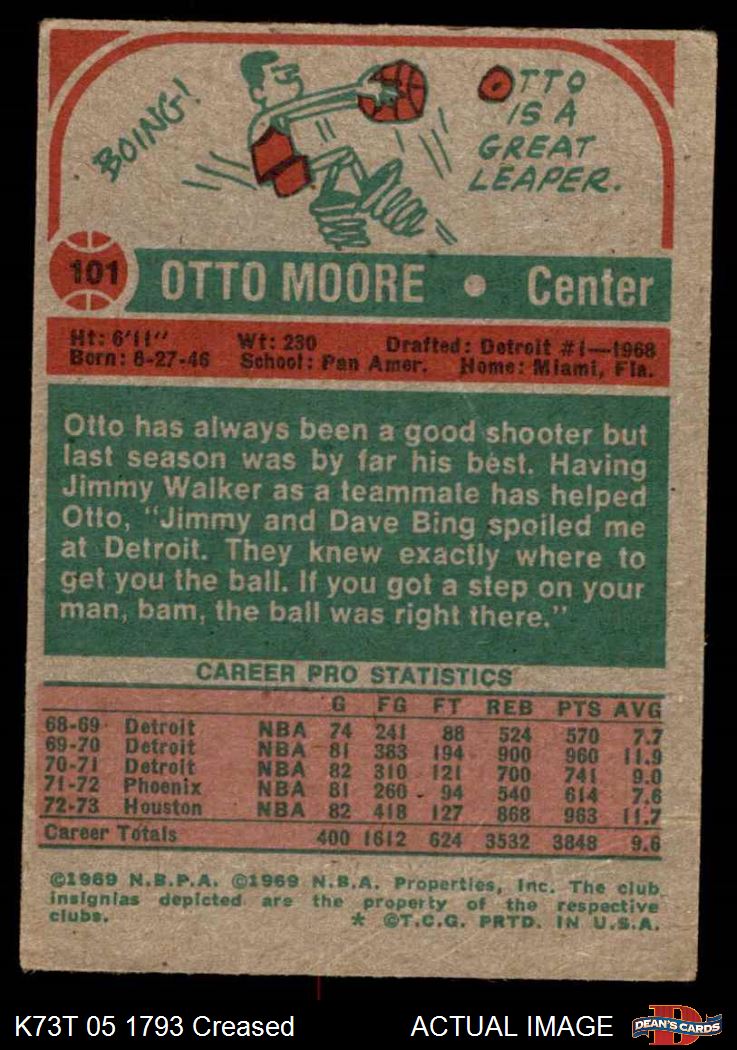 BOING!
OTTO
IS A
GREAT
LEAPER.
101 OTTO MOORE • Center
Ht: 6'11" Wt: 230 Drafted: Detroit #1—1968
Born: 8-27-46 School: Pan Amer. Home: Miami, Fla.
Otto has always been a good shooter but
last season was by far his best. Having
Jimmy Walker as a teammate has helped
Otto, "Jimmy and Dave Bing spoiled me
at Detroit. They knew exactly where to
get you the ball. If you got a step on your
man, bam, the ball was right there."
CAREER PRO STATISTICS
G FG FT REB PTS AVG
68-69 Detroit NBA 74 241 88 524 570 7.7
69-70 Detroit NBA 81 383 194 900 960 11.9
70-71 Detroit NBA 82 310 121 700 741 9.0
71-72 Phoenix NBA 81 260 94 540 614 7.6
72-73 Houston NBA 82 418 127 868 963 11.7
Career Totals 400 1612 624 3532 3848 9.6
©1969 N.B.P.A. ©1969 N.B.A. Properties, Inc. The club
insignias depicted are the property of the respective
clubs. * ©T.C.G. PRTD. IN U.S.A.
K73T 05 1793 Creased ACTUAL IMAGE
DEAN'S CARDS